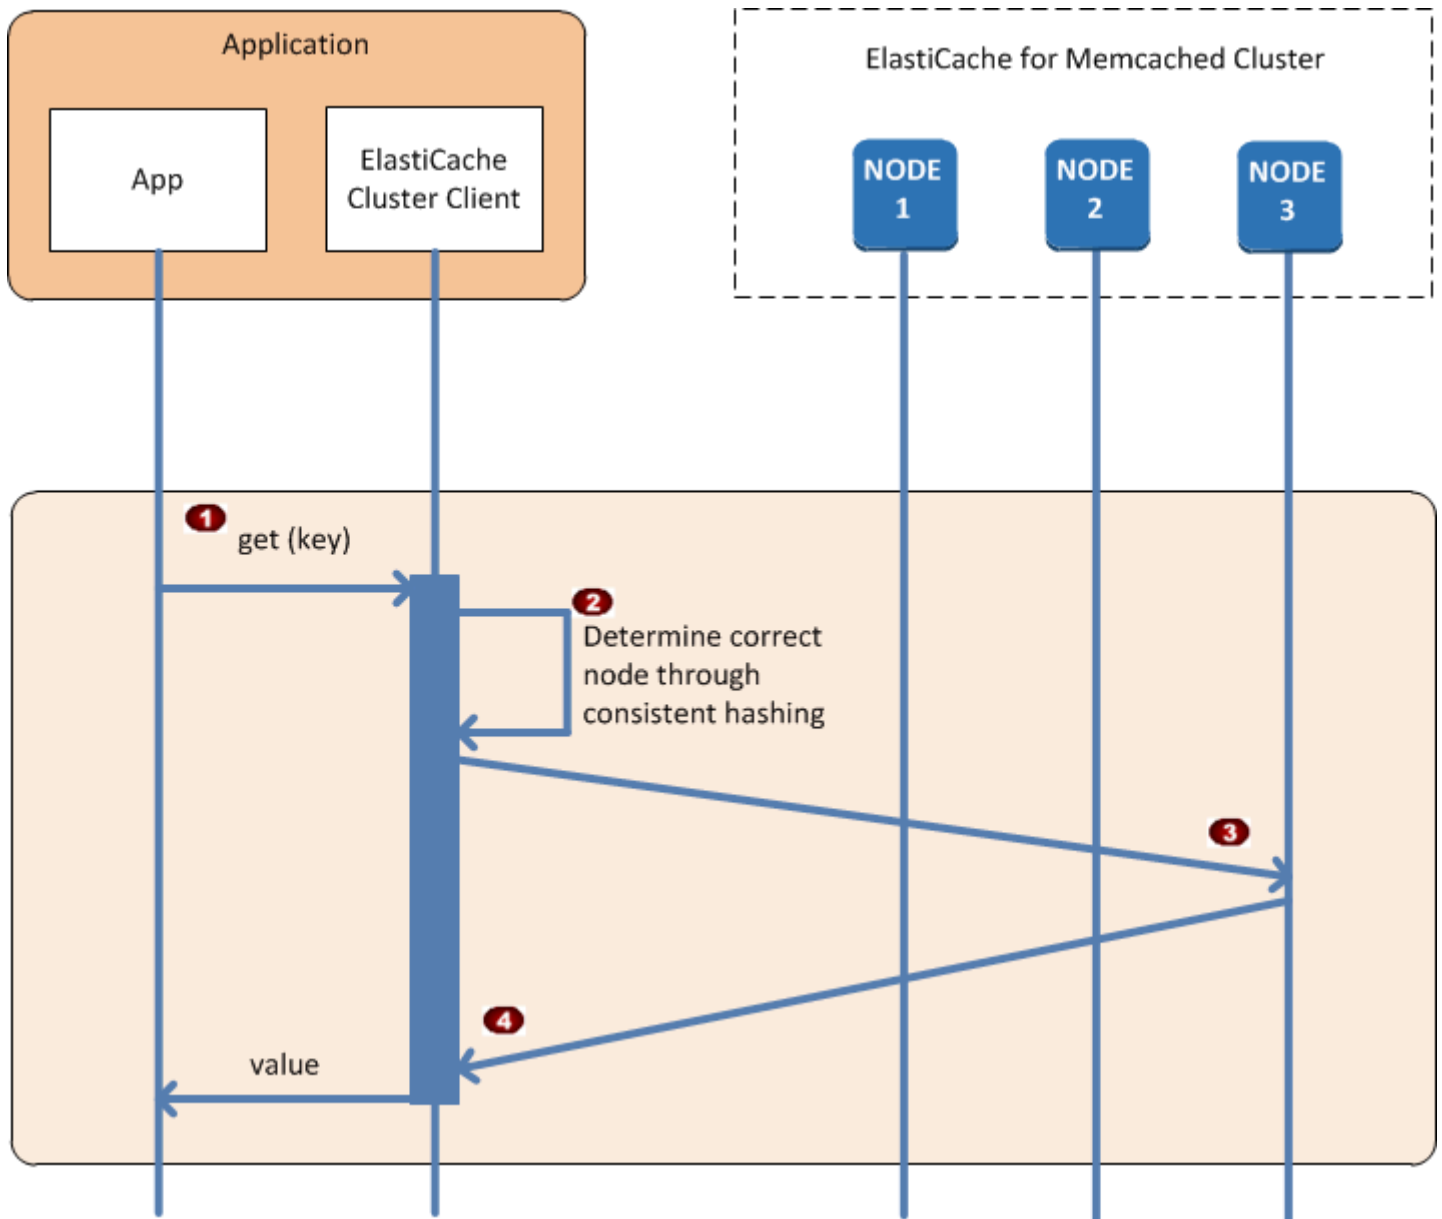 Application
ElastiCache for Memcached Cluster
App
ElastiCache
Cluster Client
NODE
1
NODE
2
NODE
3
1
get (key)
2
Determine correct
node through
consistent hashing
3
4
value